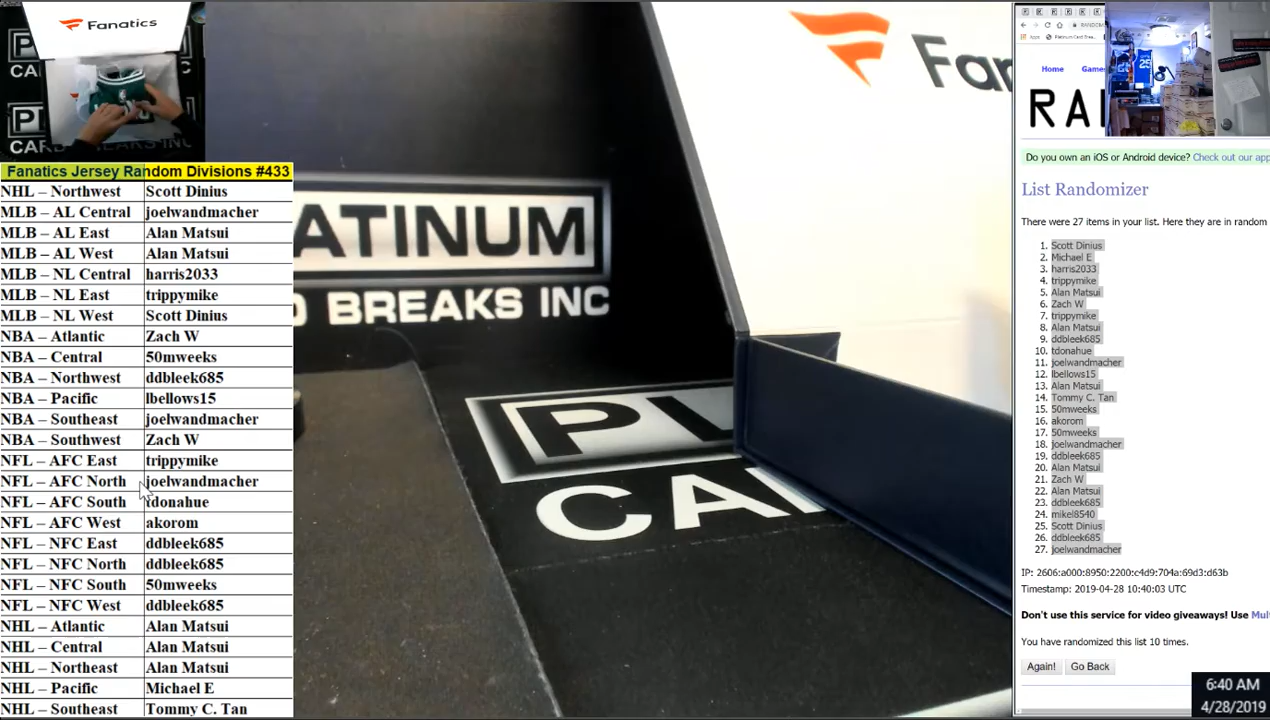 Fanatics
Fanatics Jersey Random Divisions #433
NHL – Northwest Scott Dinius
MLB – AL Central joelwandmacher
MLB – AL East Alan Matsui
MLB – AL West Alan Matsui
MLB – NL Central harris2033
MLB – NL East trippymike
MLB – NL West Scott Dinius
NBA – Atlantic Zach W
NBA – Central 50mweeks
NBA – Northwest ddbleek685
NBA – Pacific lbellows15
NBA – Southeast joelwandmacher
NBA – Southwest Zach W
NFL – AFC East trippymike
NFL – AFC North joelwandmacher
NFL – AFC South tdonahue
NFL – AFC West akorom
NFL – NFC East ddbleek685
NFL – NFC North ddbleek685
NFL – NFC South 50mweeks
NFL – NFC West ddbleek685
NHL – Atlantic Alan Matsui
NHL – Central Alan Matsui
NHL – Northeast Alan Matsui
NHL – Pacific Michael E
NHL – Southeast Tommy C. Tan
ATINUM
D BREAKS INC
PL
CA
Fan
Home Games
RA
Do you own an iOS or Android device? Check out our app
List Randomizer
There were 27 items in your list. Here they are in random
1. Scott Dinius
2. Michael E
3. harris2033
4. trippymike
5. Alan Matsui
6. Zach W
7. trippymike
8. Alan Matsui
9. ddbleek685
10. tdonahue
11. joelwandmacher
12. lbellows15
13. Alan Matsui
14. Tommy C. Tan
15. 50mweeks
16. akorom
17. 50mweeks
18. joelwandmacher
19. ddbleek685
20. Alan Matsui
21. Zach W
22. Alan Matsui
23. ddbleek685
24. mikel8540
25. Scott Dinius
26. ddbleek685
27. joelwandmacher
IP: 2606:a000:8950:2200:c4d9:704a:69d3:d63b
Timestamp: 2019-04-28 10:40:03 UTC
Don't use this service for video giveaways! Use Mul
You have randomized this list 10 times.
Again! Go Back
6:40 AM
4/28/2019